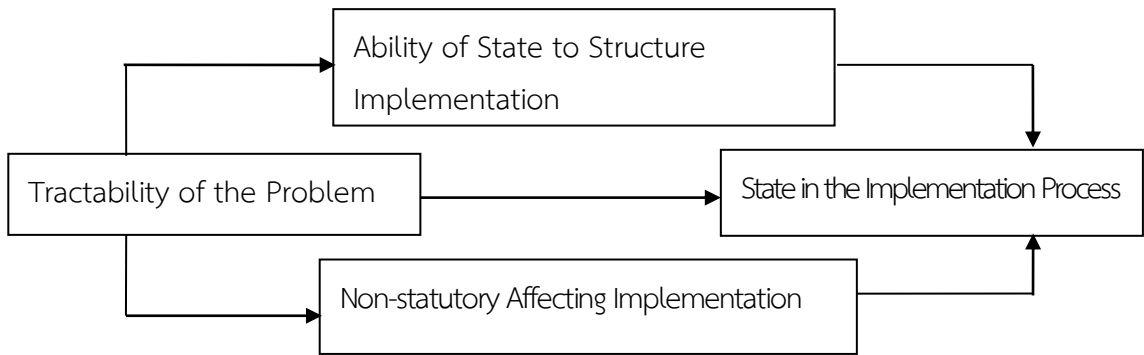 Ability of State to Structure
Implementation
Tractability of the Problem
State in the Implementation Process
Non-statutory Affecting Implementation